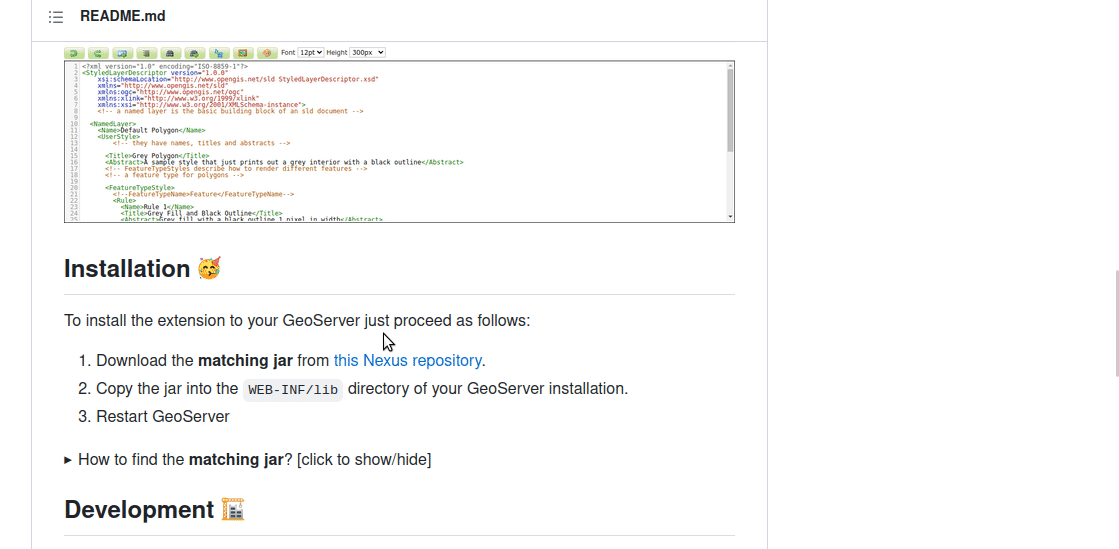 README.md
Font 12pt Height 300px
1 <?xml version="1.0" encoding="ISO-8859-1"?>
2 <StyledLayerDescriptor version="1.0.0"
3 xsi:schemaLocation="http://www.opengis.net/sld StyledLayerDescriptor.xsd"
4 xmlns="http://www.opengis.net/sld"
5 xmlns:ogc="http://www.opengis.net/ogc"
6 xmlns:xlink="http://www.w3.org/1999/xlink"
7 xmlns:xsi="http://www.w3.org/2001/XMLSchema-instance">
8 <!-- a named layer is the basic building block of an sld document -->
9
10 <NamedLayer>
11 <Name>Default Polygon</Name>
12 <UserStyle>
13 <!-- they have names, titles and abstracts -->
14
15 <Title>Grey Polygon</Title>
16 <Abstract>A sample style that just prints out a grey interior with a black outline</Abstract>
17 <!-- FeatureTypeStyles describe how to render different features -->
18 <!-- a feature type for polygons -->
19
20 <FeatureTypeStyle>
21 <!--FeatureTypeName>Feature</FeatureTypeName-->
22 <Rule>
23 <Name>Rule 1</Name>
24 <Title>Grey Fill and Black Outline</Title>
25 <Abstract>Grey fill with a black outline 1 pixel in width</Abstract>
Installation 🥳
To install the extension to your GeoServer just proceed as follows:
1. Download the matching jar from this Nexus repository.
2. Copy the jar into the WEB-INF/lib directory of your GeoServer installation.
3. Restart GeoServer
▸ How to find the matching jar? [click to show/hide]
Development 🏗️